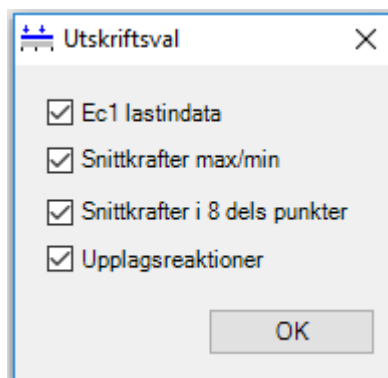 Utskriftsval
Ec1 lastindata
Snittkrafter max/min
Snittkrafter i 8 dels punkter
Upplagsreaktioner
OK